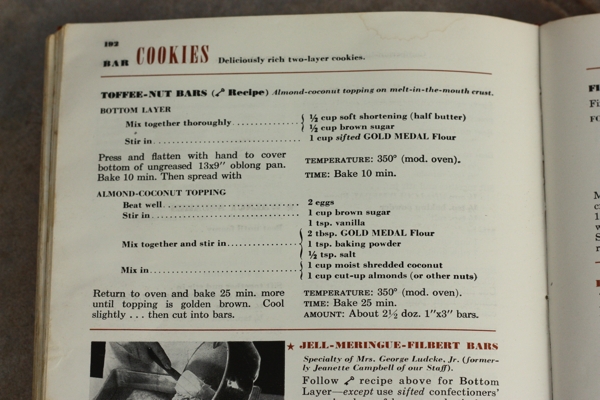 192
BAR COOKIES Deliciously rich two-layer cookies.
TOFFEE-NUT BARS (🗝 Recipe) Almond-coconut topping on melt-in-the-mouth crust.
BOTTOM LAYER
Mix together thoroughly............... { ½ cup soft shortening (half butter)
½ cup brown sugar
Stir in............................... 1 cup sifted GOLD MEDAL Flour
Press and flatten with hand to cover
bottom of ungreased 13x9" oblong pan.
Bake 10 min. Then spread with
TEMPERATURE: 350° (mod. oven).
TIME: Bake 10 min.
ALMOND-COCONUT TOPPING
Beat well............................. 2 eggs
Stir in............................... 1 cup brown sugar
1 tsp. vanilla
Mix together and stir in............... { 2 tbsp. GOLD MEDAL Flour
1 tsp. baking powder
½ tsp. salt
Mix in................................ { 1 cup moist shredded coconut
1 cup cut-up almonds (or other nuts)
Return to oven and bake 25 min. more
until topping is golden brown. Cool
slightly . . . then cut into bars.
TEMPERATURE: 350° (mod. oven).
TIME: Bake 25 min.
AMOUNT: About 2½ doz. 1"x3" bars.
★ JELL-MERINGUE-FILBERT BARS
Specialty of Mrs. George Ludcke, Jr. (former-
ly Jeanette Campbell of our Staff).
Follow 🗝 recipe above for Bottom
Layer—except use sifted confectioners'